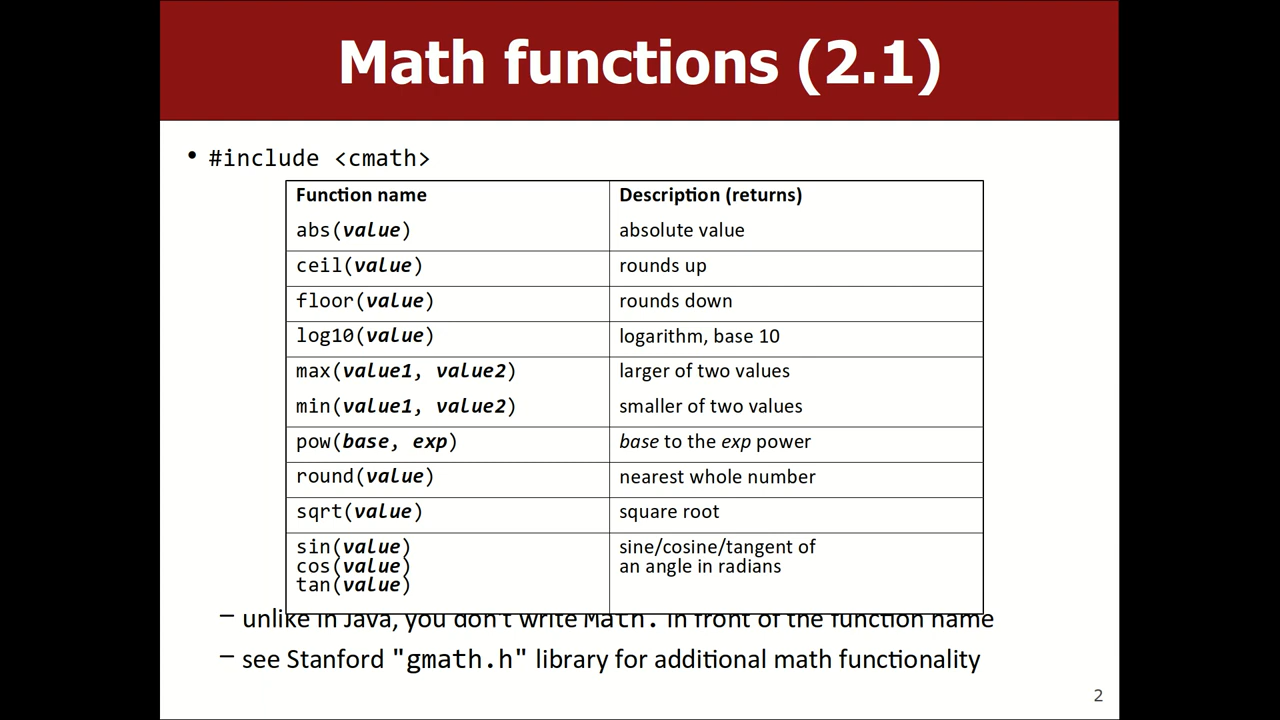 Math functions (2.1)
• #include <cmath>
Function name Description (returns)
abs(value) absolute value
ceil(value) rounds up
floor(value) rounds down
log10(value) logarithm, base 10
max(value1, value2) larger of two values
min(value1, value2) smaller of two values
pow(base, exp) base to the exp power
round(value) nearest whole number
sqrt(value) square root
sin(value) sine/cosine/tangent of
cos(value) an angle in radians
tan(value)
– unlike in Java, you don't write Math. in front of the function name
– see Stanford "gmath.h" library for additional math functionality
2